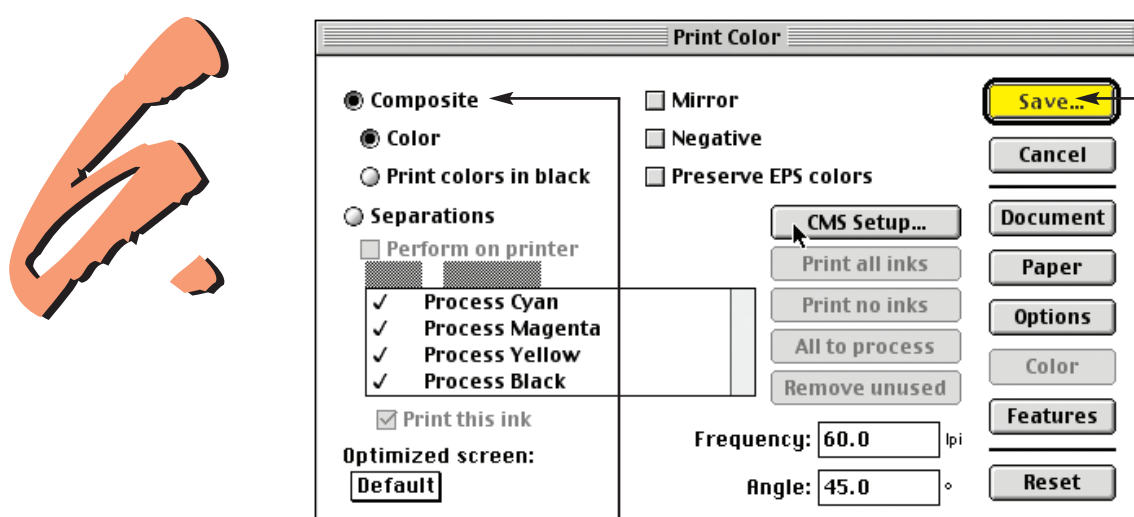 6.
Print Color
Composite
Color
Print colors in black
Separations
Perform on printer
✓ Process Cyan
✓ Process Magenta
✓ Process Yellow
✓ Process Black
Print this ink
Optimized screen:
Default
Mirror
Negative
Preserve EPS colors
CMS Setup...
Print all inks
Print no inks
All to process
Remove unused
Frequency: 60.0 lpi
Angle: 45.0 °
Save...
Cancel
Document
Paper
Options
Color
Features
Reset